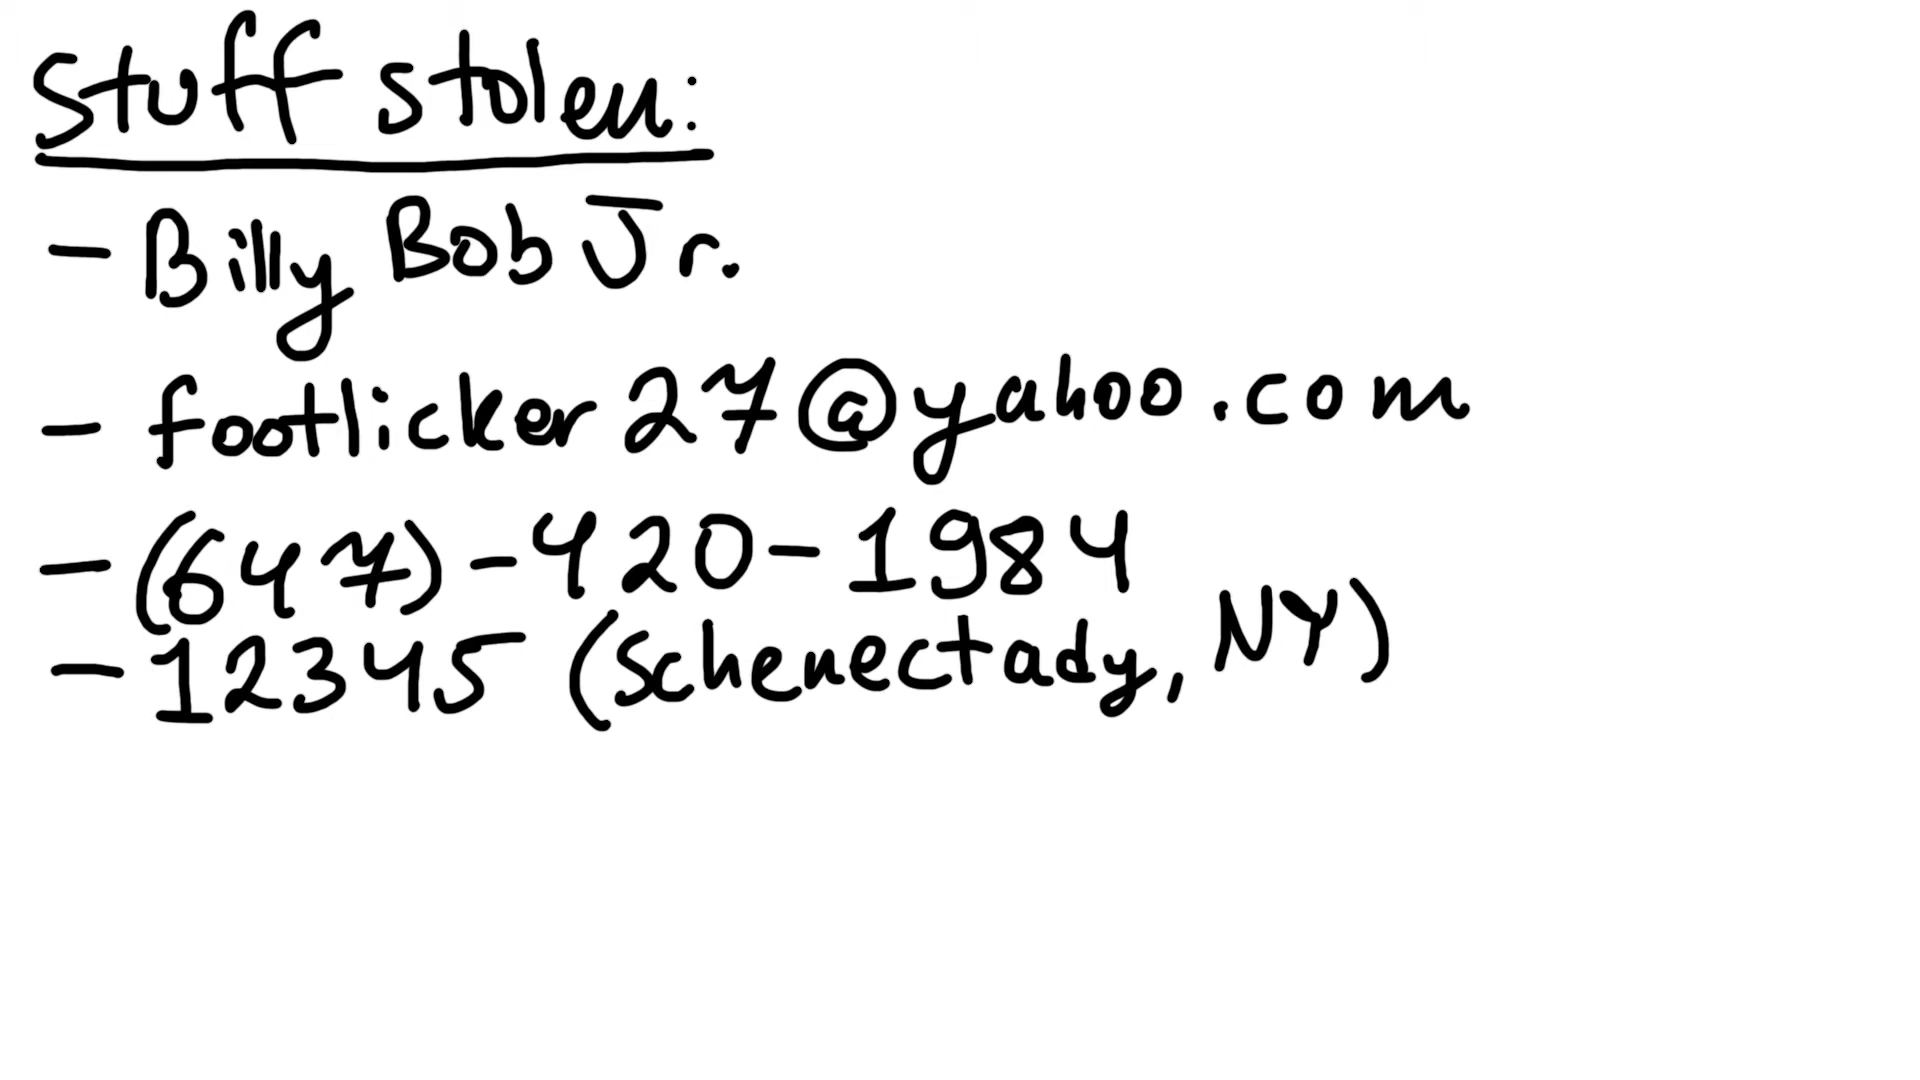 Stuff stolen:
- Billy Bob Jr.
- footlicker27@yahoo.com
- (647)-420-1984
- 12345 (Schenectady, NY)